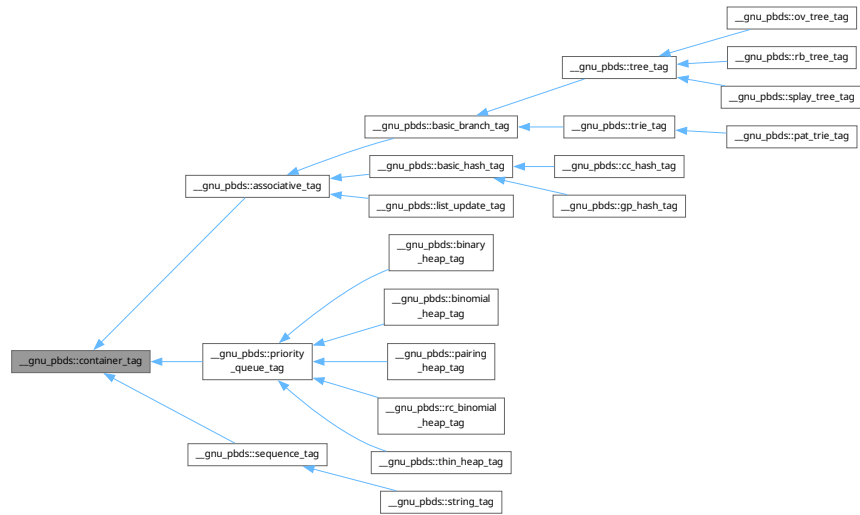 __gnu_pbds::ov_tree_tag
__gnu_pbds::rb_tree_tag
__gnu_pbds::tree_tag
__gnu_pbds::splay_tree_tag
__gnu_pbds::basic_branch_tag
__gnu_pbds::trie_tag
__gnu_pbds::pat_trie_tag
__gnu_pbds::basic_hash_tag
__gnu_pbds::cc_hash_tag
__gnu_pbds::associative_tag
__gnu_pbds::list_update_tag
__gnu_pbds::gp_hash_tag
__gnu_pbds::binary
_heap_tag
__gnu_pbds::binomial
_heap_tag
__gnu_pbds::container_tag
__gnu_pbds::priority
_queue_tag
__gnu_pbds::pairing
_heap_tag
__gnu_pbds::rc_binomial
_heap_tag
__gnu_pbds::sequence_tag
__gnu_pbds::thin_heap_tag
__gnu_pbds::string_tag